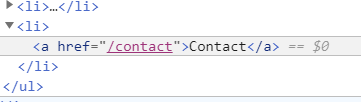 ▶<li>…</li>
▼<li>
<a href="/contact">Contact</a> == $0
</li>
</ul>